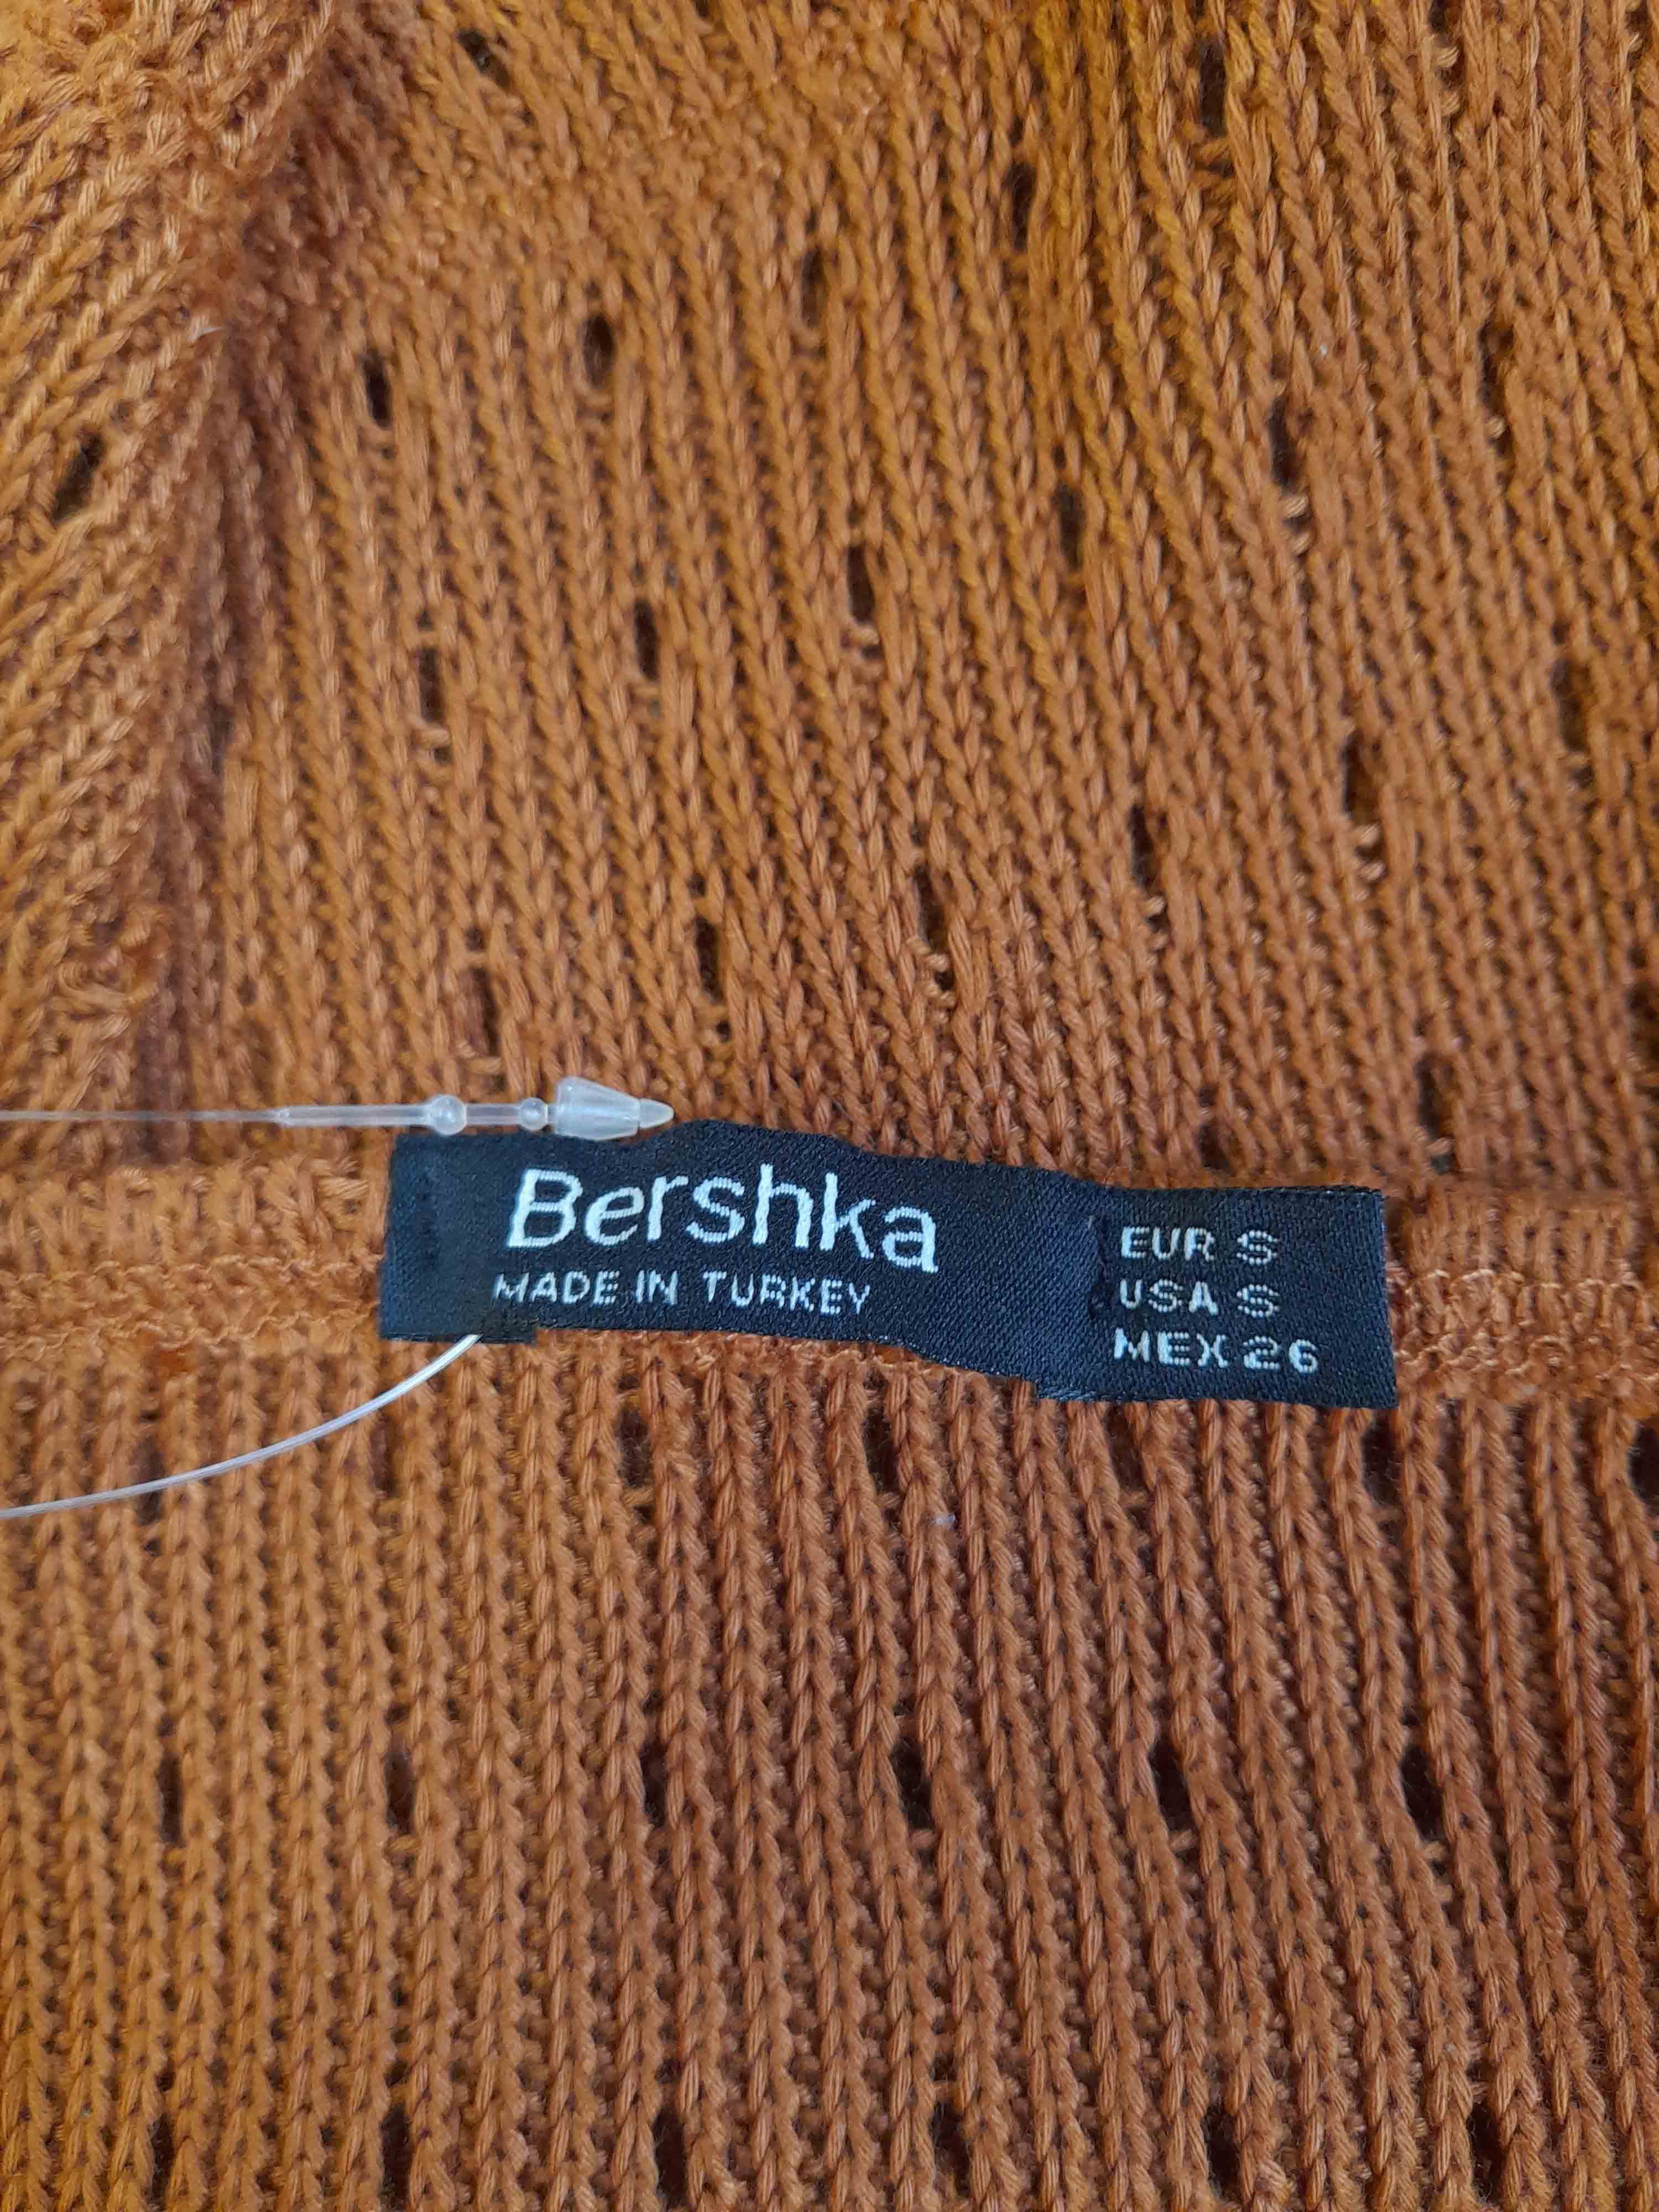 Bershka
MADE IN TURKEY
EUR S
USA S
MEX 26